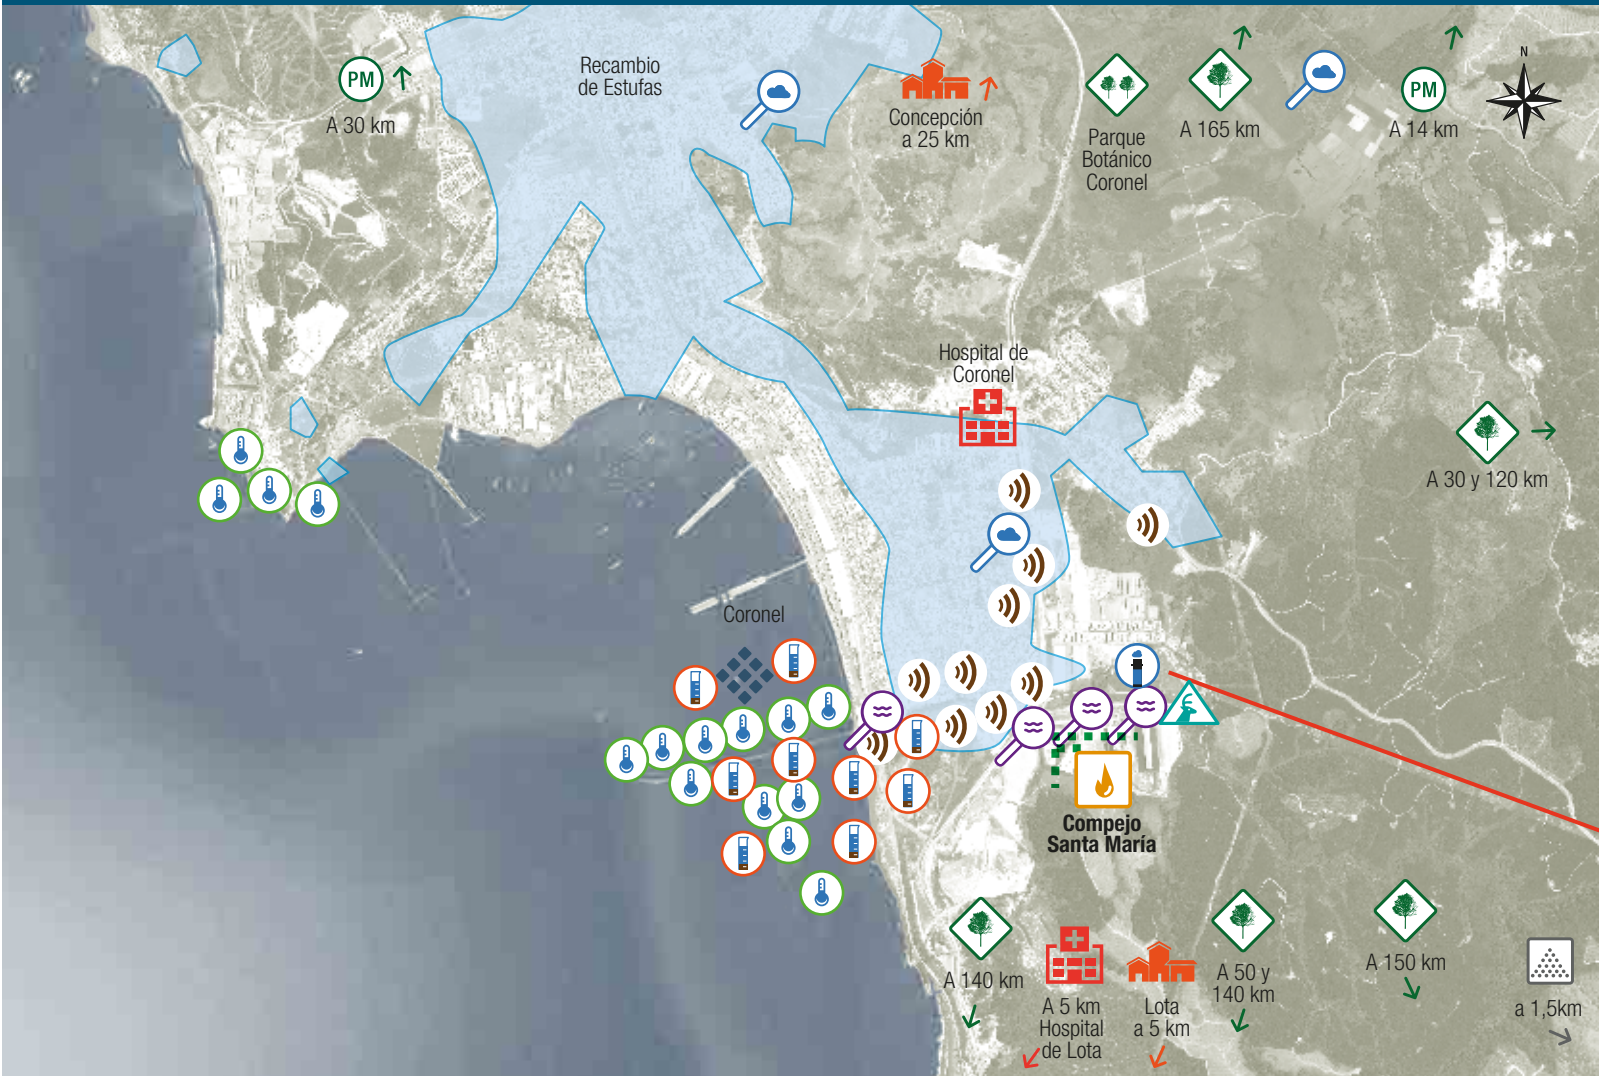 PM
A 30 km
Recambio
de Estufas
Concepción
a 25 km
Parque
Botánico
Coronel
A 165 km
PM
A 14 km
N
Hospital de
Coronel
A 30 y 120 km
Coronel
Compejo
Santa María
A 140 km
A 5 km
Hospital
de Lota
Lota
a 5 km
A 50 y
140 km
A 150 km
a 1,5km